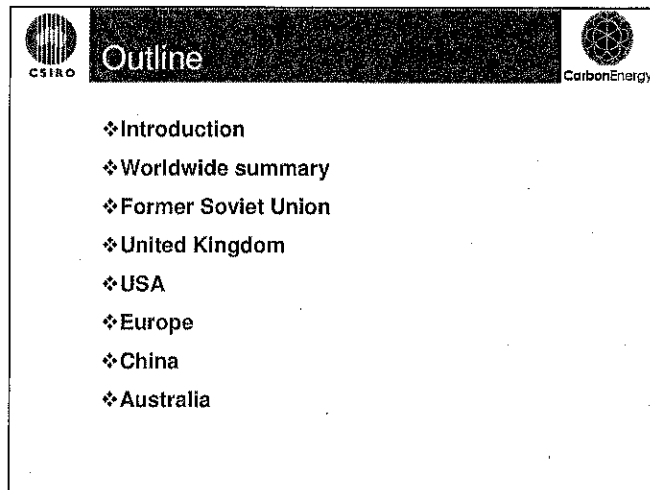 CSIRO
Outline
CarbonEnergy
❖Introduction
❖Worldwide summary
❖Former Soviet Union
❖United Kingdom
❖USA
❖Europe
❖China
❖Australia